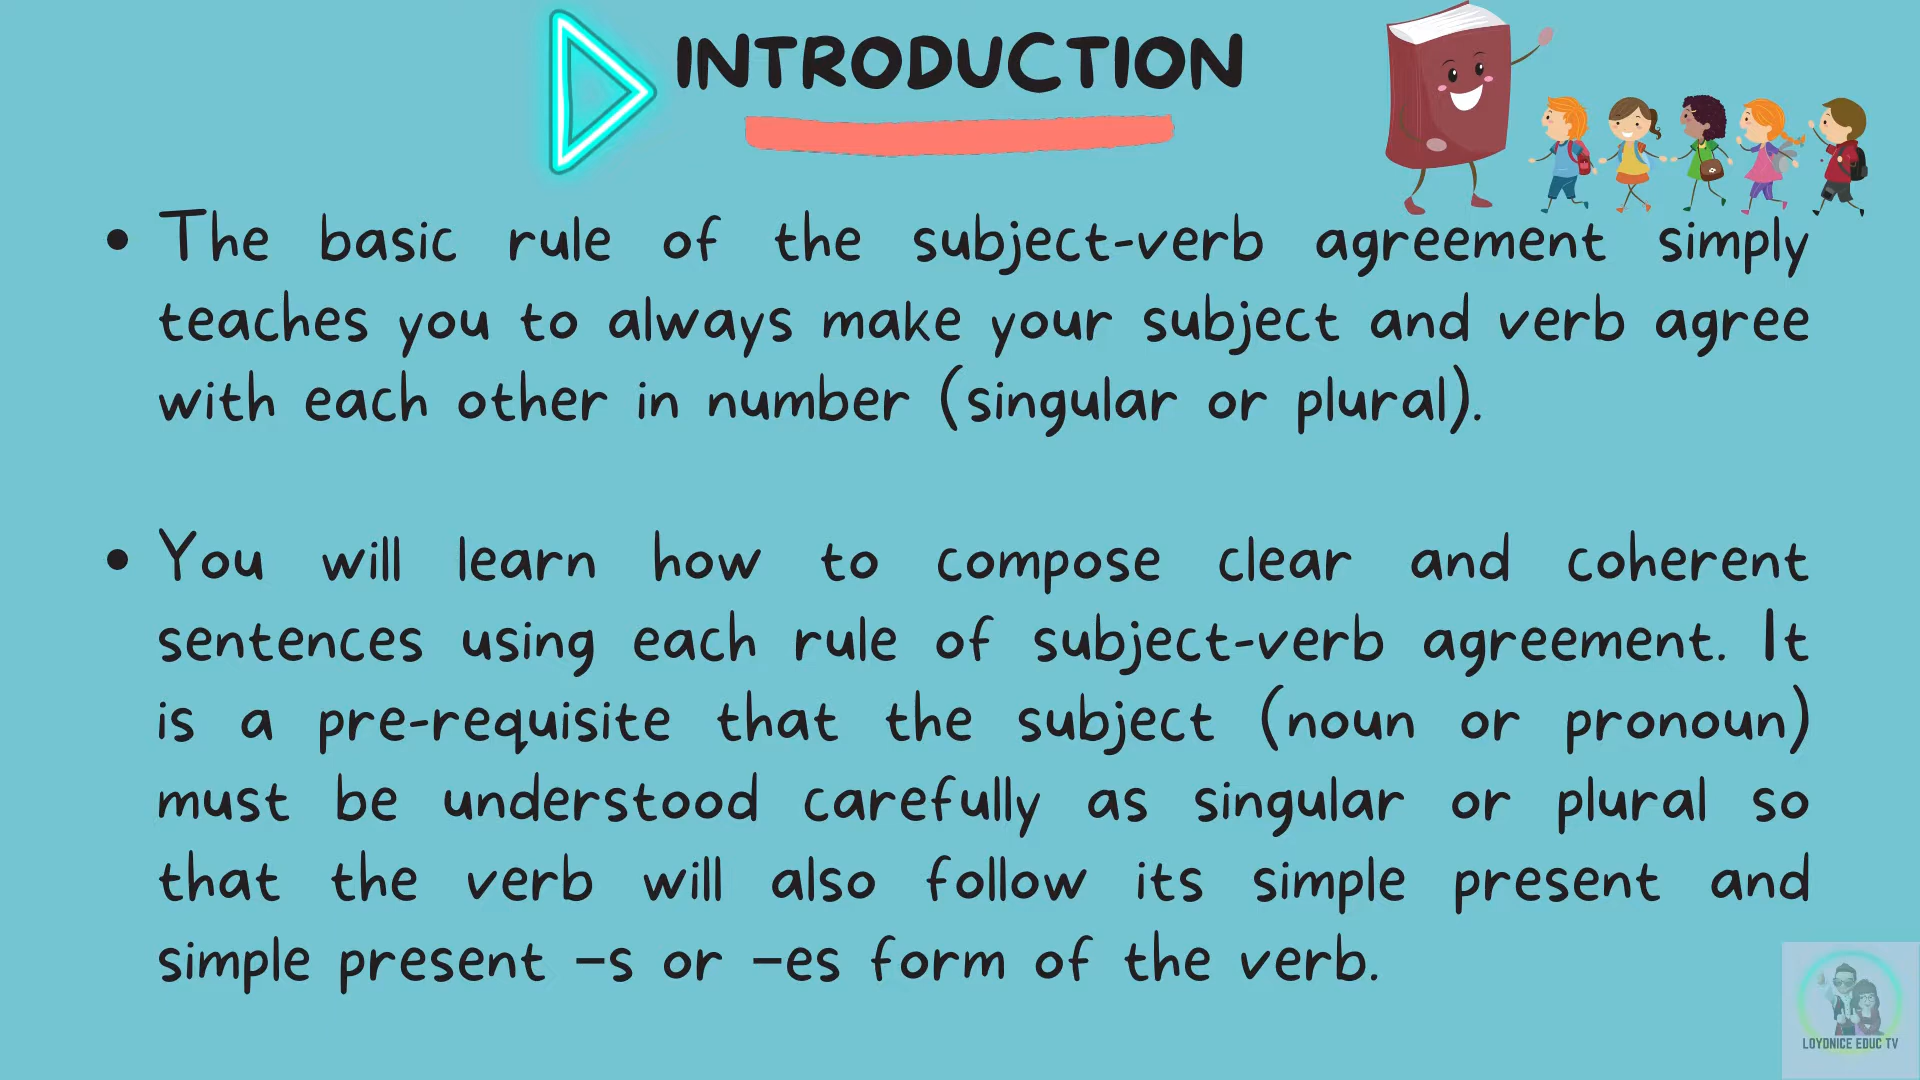 INTRODUCTION
• The basic rule of the subject-verb agreement simply
teaches you to always make your subject and verb agree
with each other in number (singular or plural).
• You will learn how to compose clear and coherent
sentences using each rule of subject-verb agreement. It
is a pre-requisite that the subject (noun or pronoun)
must be understood carefully as singular or plural so
that the verb will also follow its simple present and
simple present –s or –es form of the verb.
LOYDNICE EDUC TV